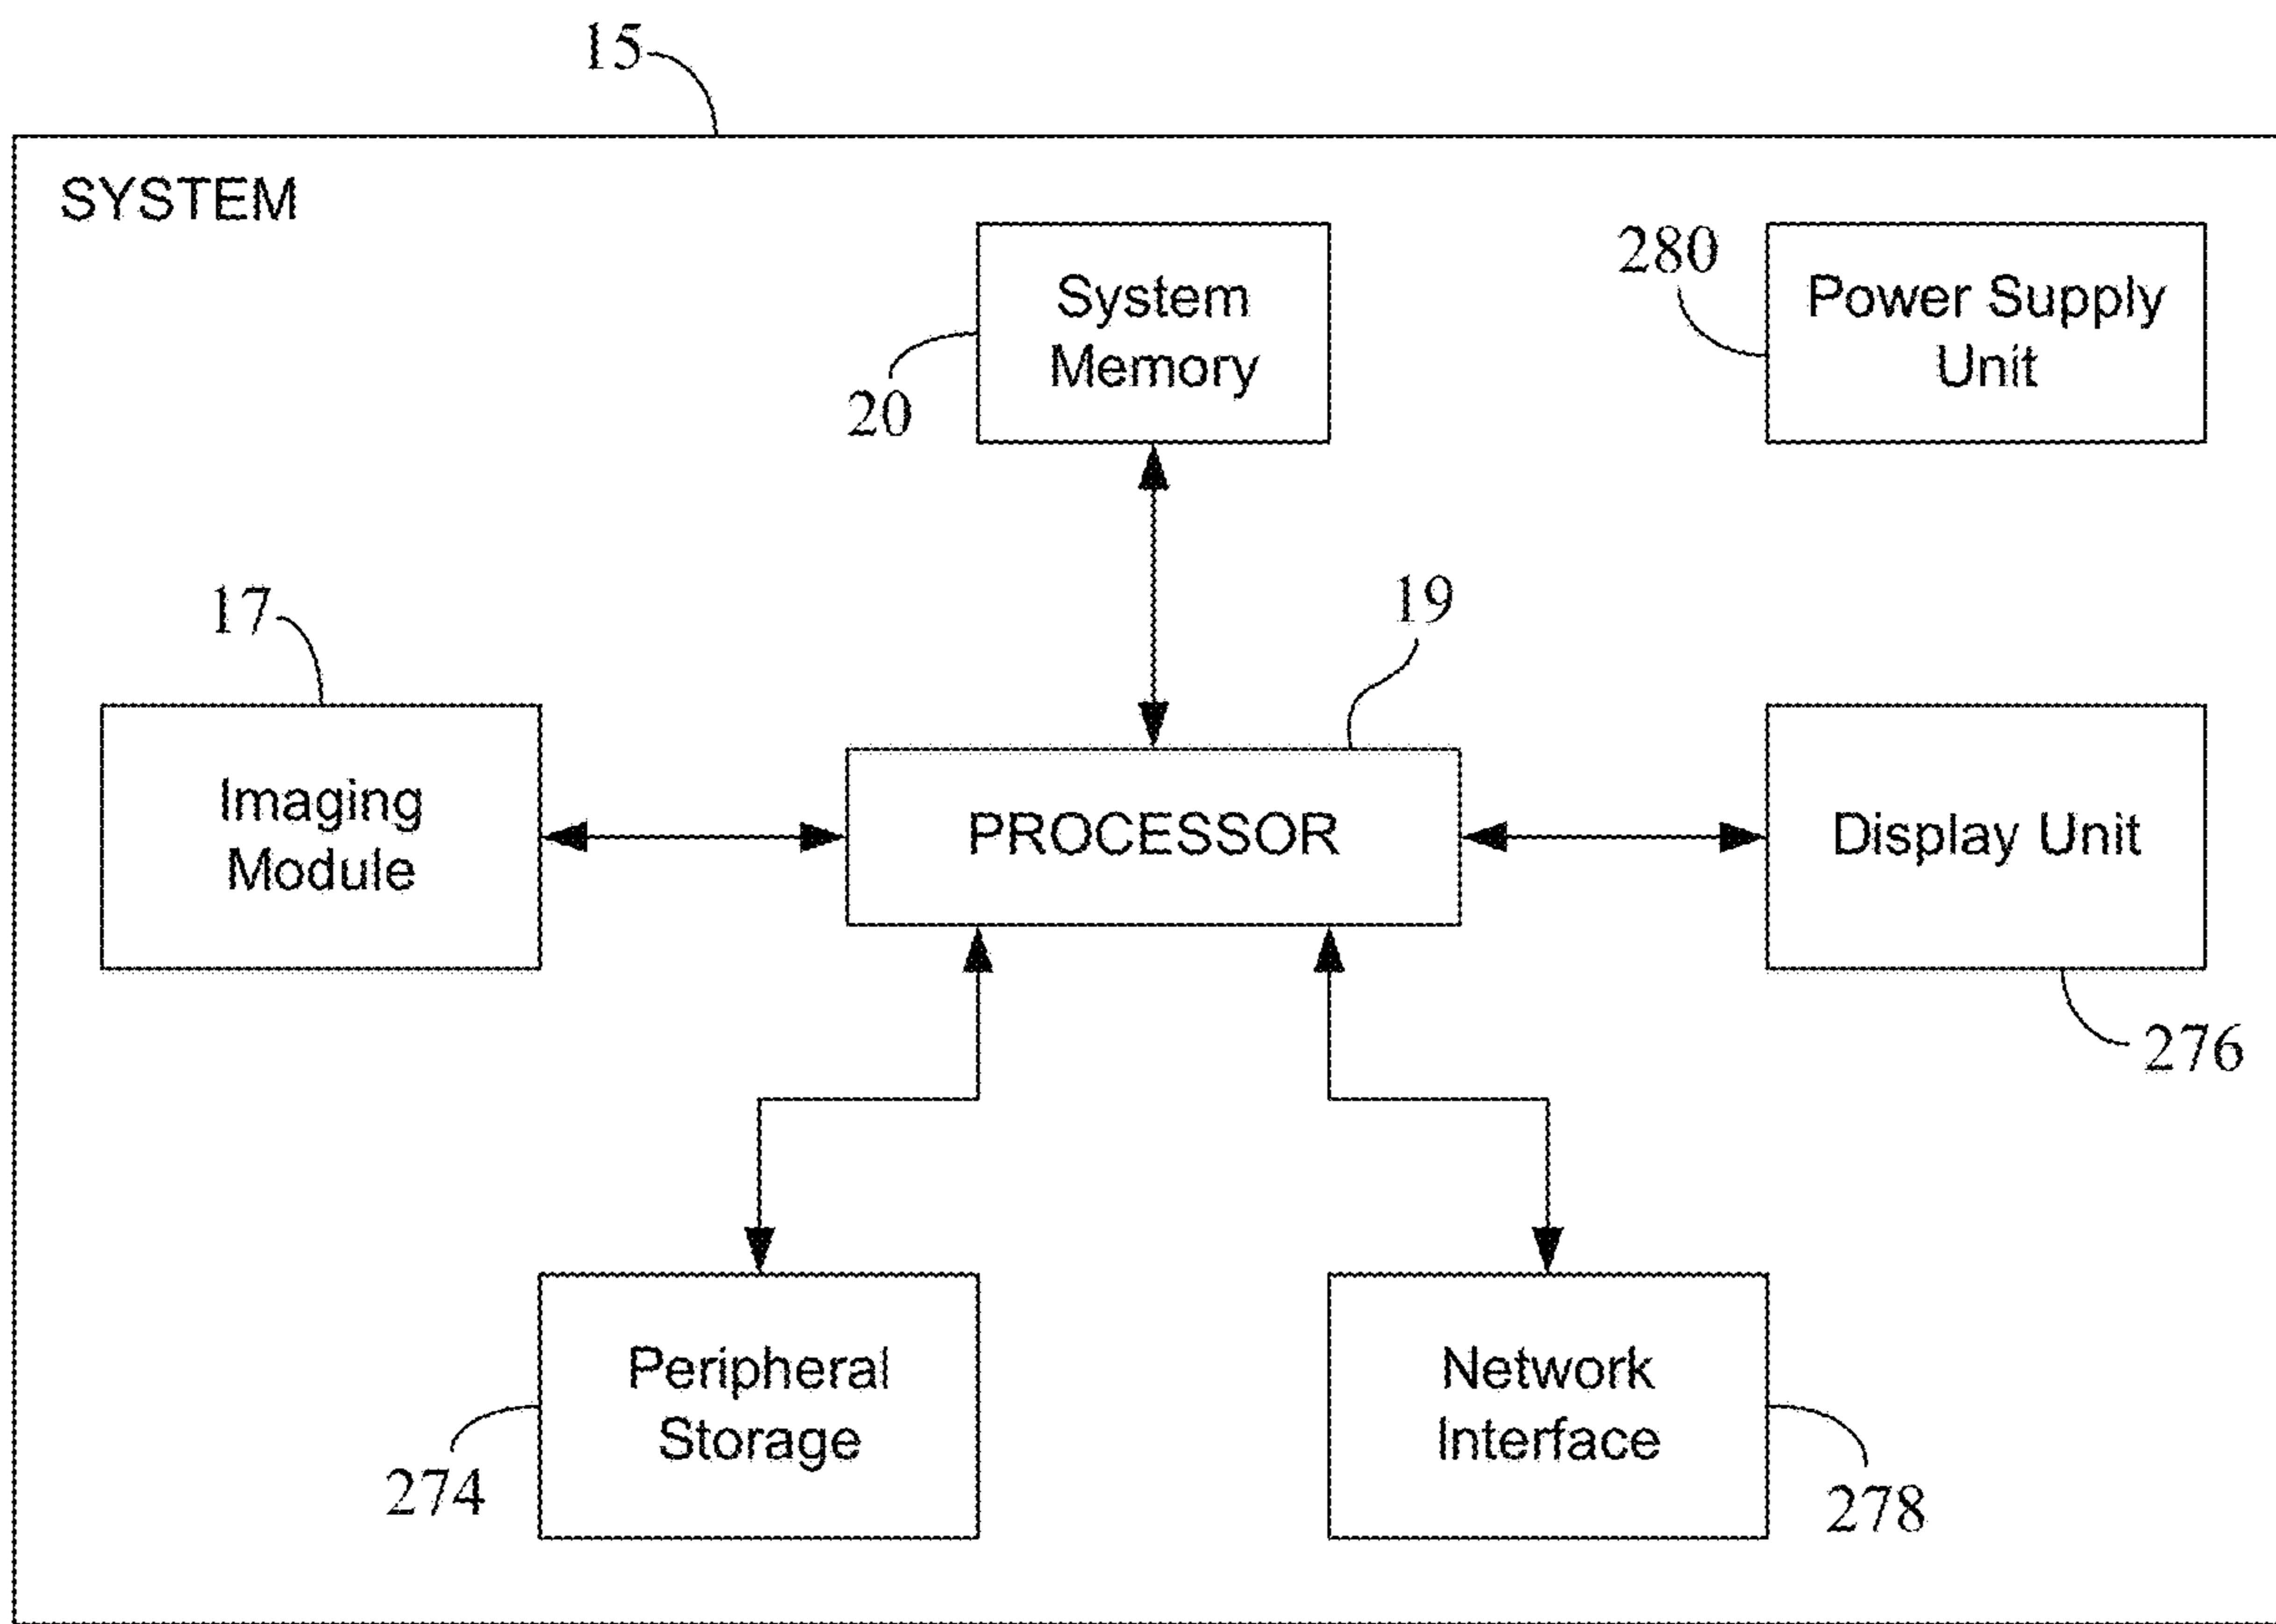 15
SYSTEM
System
Memory
20
280
Power Supply
Unit
17
Imaging
Module
19
PROCESSOR
Display Unit
276
Peripheral
Storage
274
Network
Interface
278